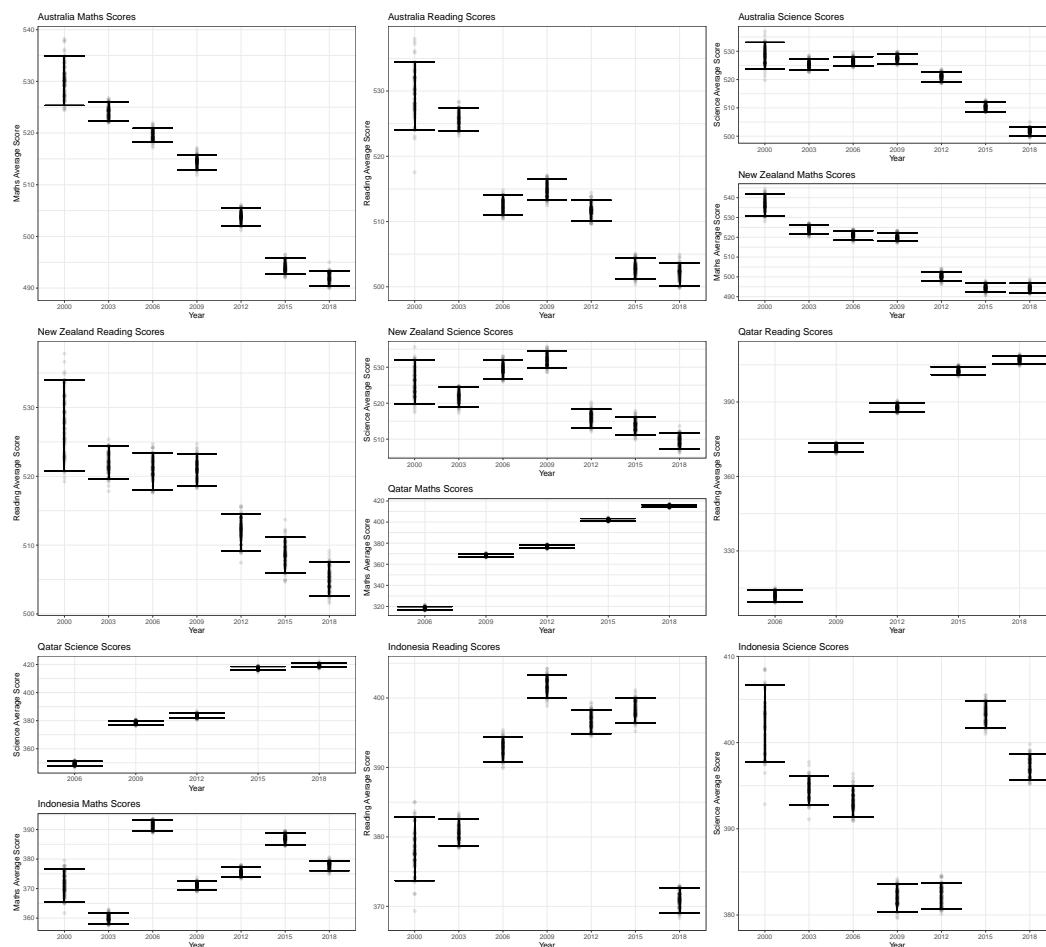 Australia Maths Scores
Maths Average Score
540
530
520
510
500
490
2000 2003 2006 2009 2012 2015 2018
Year
Australia Reading Scores
Reading Average Score
530
520
510
500
2000 2003 2006 2009 2012 2015 2018
Year
Australia Science Scores
Science Average Score
530
520
510
500
2000 2003 2006 2009 2012 2015 2018
Year
New Zealand Maths Scores
Maths Average Score
540
530
520
510
500
490
2000 2003 2006 2009 2012 2015 2018
Year
New Zealand Reading Scores
Reading Average Score
530
520
510
500
2000 2003 2006 2009 2012 2015 2018
Year
New Zealand Science Scores
Science Average Score
530
520
510
2000 2003 2006 2009 2012 2015 2018
Year
Qatar Maths Scores
Maths Average Score
420
400
380
360
340
320
2006 2009 2012 2015 2018
Year
Qatar Reading Scores
Reading Average Score
390
360
330
2006 2009 2012 2015 2018
Year
Qatar Science Scores
Science Average Score
420
400
380
360
2006 2009 2012 2015 2018
Year
Indonesia Maths Scores
Maths Average Score
390
380
370
360
2000 2003 2006 2009 2012 2015 2018
Year
Indonesia Reading Scores
Reading Average Score
400
390
380
370
2000 2003 2006 2009 2012 2015 2018
Year
Indonesia Science Scores
Science Average Score
400
390
380
2000 2003 2006 2009 2012 2015 2018
Year